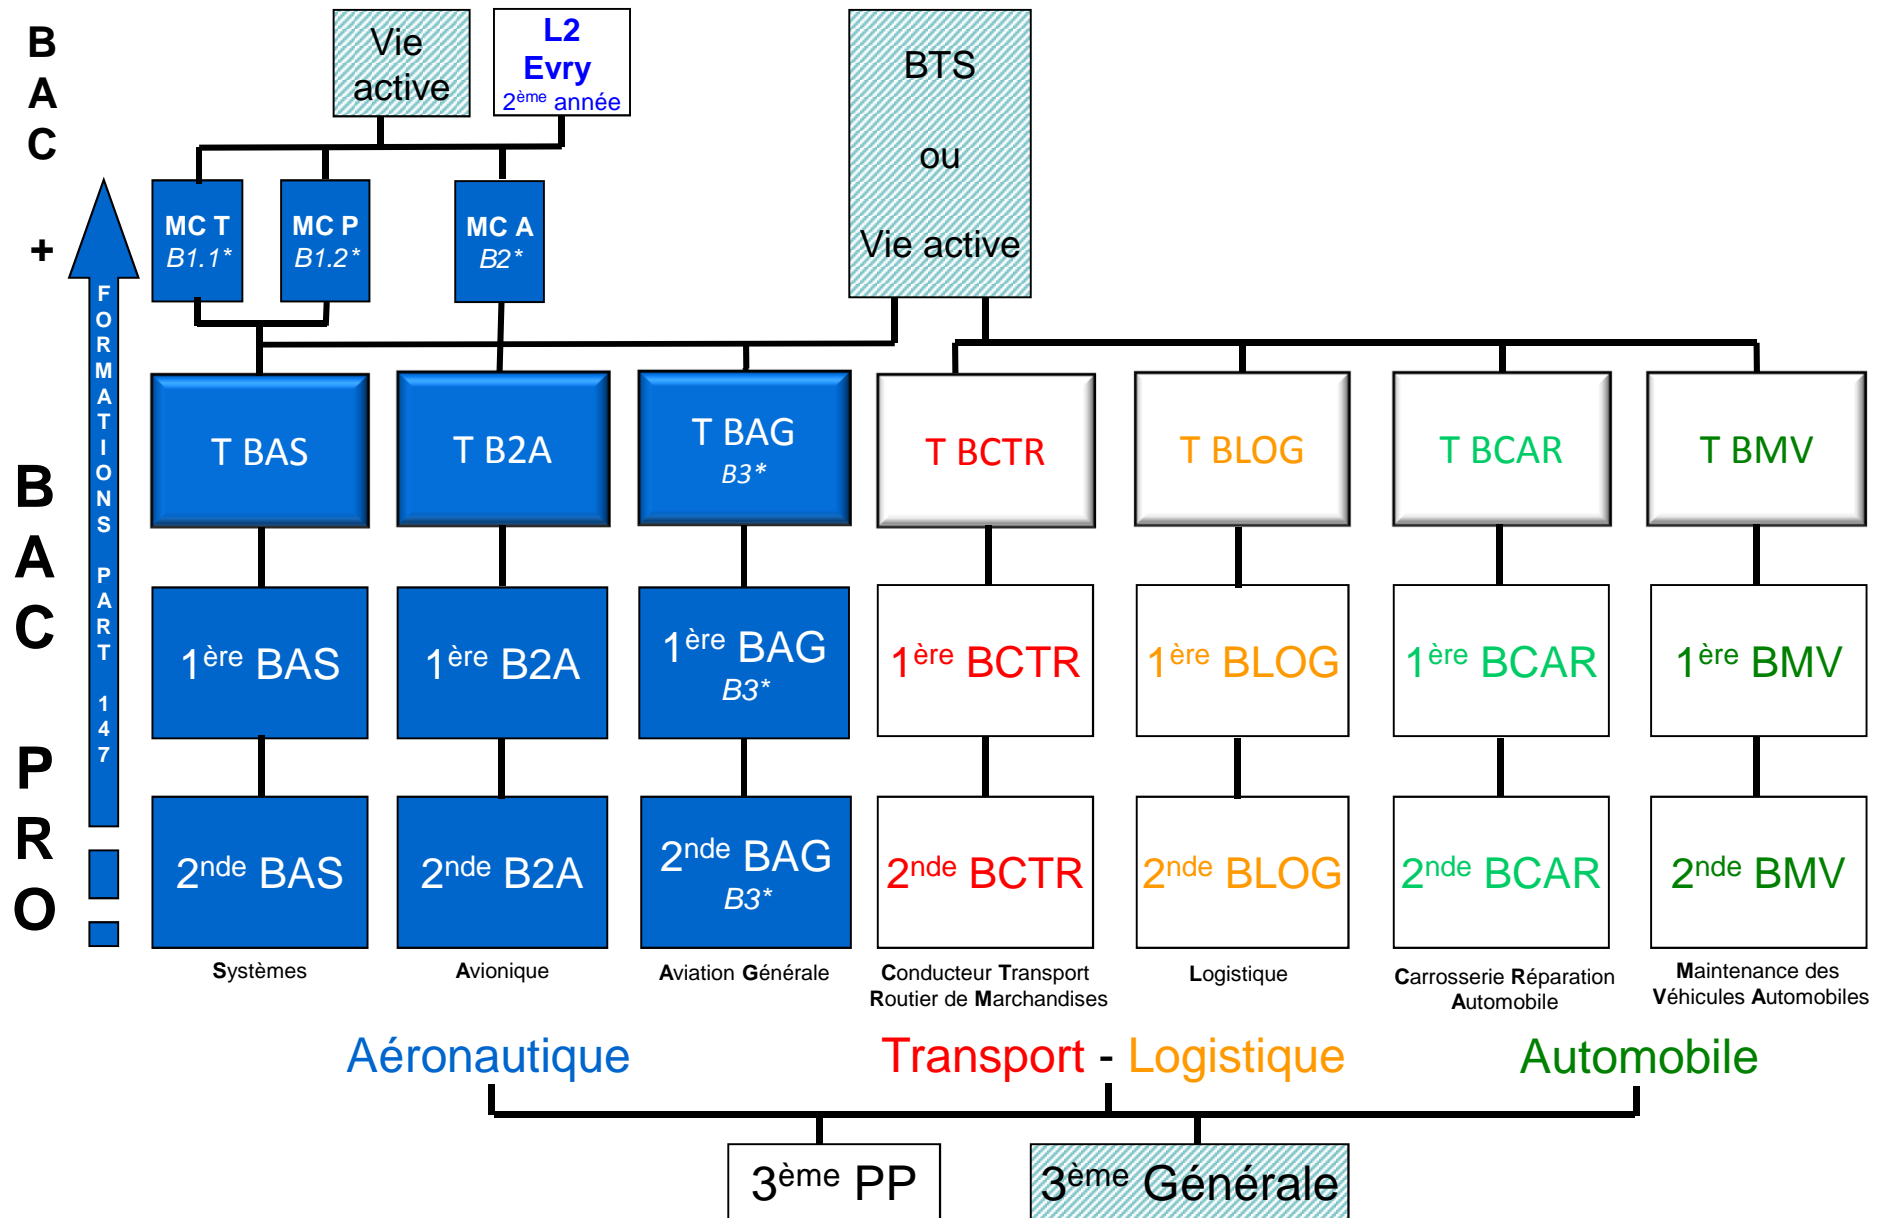 BAC +
Vie
active
L2
Evry
2ème année
BTS
ou
Vie active
MC T
B1.1*
MC P
B1.2*
MC A
B2*
FORMATIONS PART 147
BAC PRO
T BAS
T B2A
T BAG
B3*
T BCTR
T BLOG
T BCAR
T BMV
1ère BAS
1ère B2A
1ère BAG
B3*
1ère BCTR
1ère BLOG
1ère BCAR
1ère BMV
2nde BAS
2nde B2A
2nde BAG
B3*
2nde BCTR
2nde BLOG
2nde BCAR
2nde BMV
Systèmes
Avionique
Aviation Générale
Conducteur Transport
Routier de Marchandises
Logistique
Carrosserie Réparation
Automobile
Maintenance des
Véhicules Automobiles
Aéronautique
Transport - Logistique
Automobile
3ème PP
3ème Générale